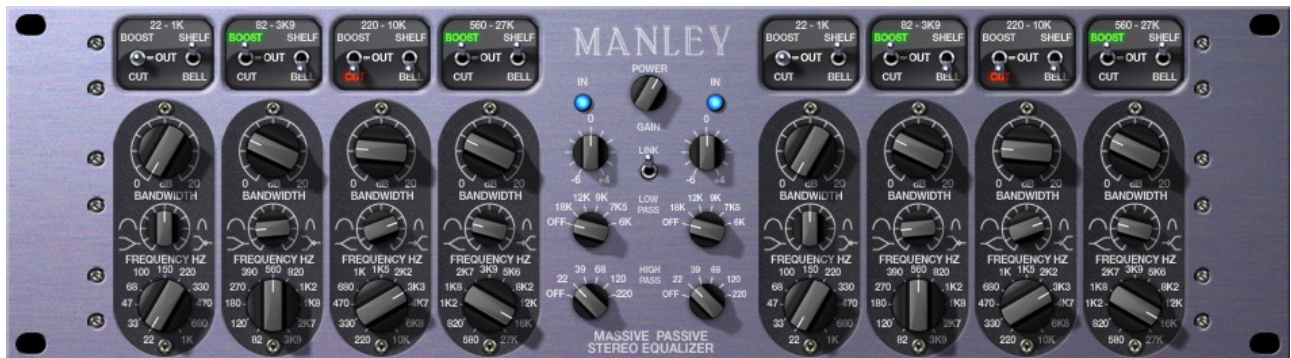 22 - 1K
BOOST SHELF
OUT
CUT BELL
82 - 3K9
BOOST SHELF
OUT
CUT BELL
220 - 10K
BOOST SHELF
OUT
CUT BELL
560 - 27K
BOOST SHELF
OUT
CUT BELL
0 dB 20
BANDWIDTH
FREQUENCY HZ
100 150 220
68 330
47 470
33 680
22 1K
0 dB 20
BANDWIDTH
FREQUENCY HZ
390 560 820
270 1K2
180 1K8
120 2K7
82 3K9
0 dB 20
BANDWIDTH
FREQUENCY HZ
1K 1K5 2K2
680 3K3
470 4K7
330 6K8
220 10K
0 dB 20
BANDWIDTH
FREQUENCY HZ
2K7 3K9 5K6
1K8 8K2
1K2 12K
820 16K
580 27K
MANLEY
POWER
IN IN
0 GAIN 0
-6 +4 LINK -6 +4
LOW
PASS
12K 9K
18K 7K5
OFF 6K
12K 9K
18K 7K5
OFF 6K
HIGH
PASS
39 68
22 120
OFF 220
39 68
22 120
OFF 220
MASSIVE PASSIVE
STEREO EQUALIZER
22 - 1K
BOOST SHELF
OUT
CUT BELL
82 - 3K9
BOOST SHELF
OUT
CUT BELL
220 - 10K
BOOST SHELF
OUT
CUT BELL
560 - 27K
BOOST SHELF
OUT
CUT BELL
0 dB 20
BANDWIDTH
FREQUENCY HZ
100 150 220
68 330
47 470
33 680
22 1K
0 dB 20
BANDWIDTH
FREQUENCY HZ
390 560 820
270 1K2
180 1K8
120 2K7
82 3K9
0 dB 20
BANDWIDTH
FREQUENCY HZ
1K 1K5 2K2
680 3K3
470 4K7
330 6K8
220 10K
0 dB 20
BANDWIDTH
FREQUENCY HZ
2K7 3K9 5K6
1K8 8K2
1K2 12K
820 16K
580 27K